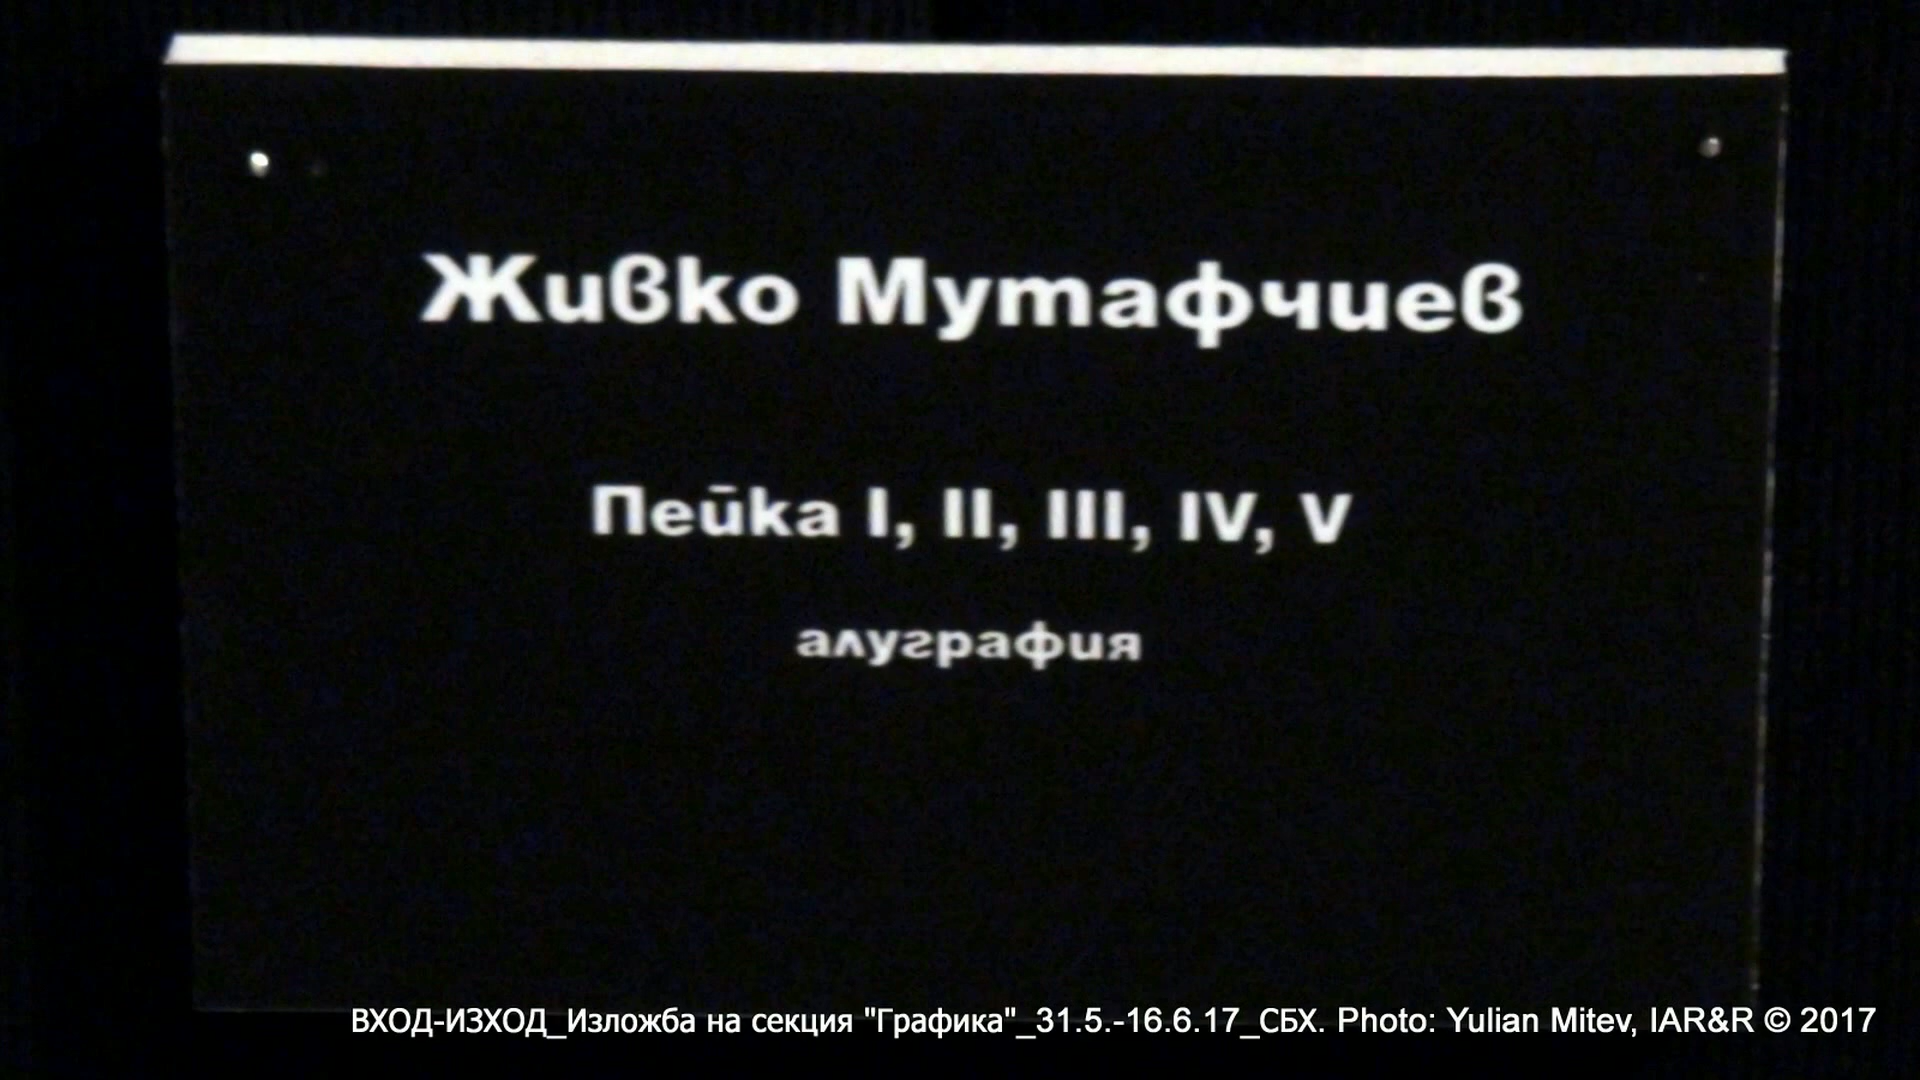 Живко Мутафчиев
Пейка I, II, III, IV, V
алуграфия
ВХОД-ИЗХОД_Изложба на секция "Графика"_31.5.-16.6.17_СБХ. Photo: Yulian Mitev, IAR&R © 2017